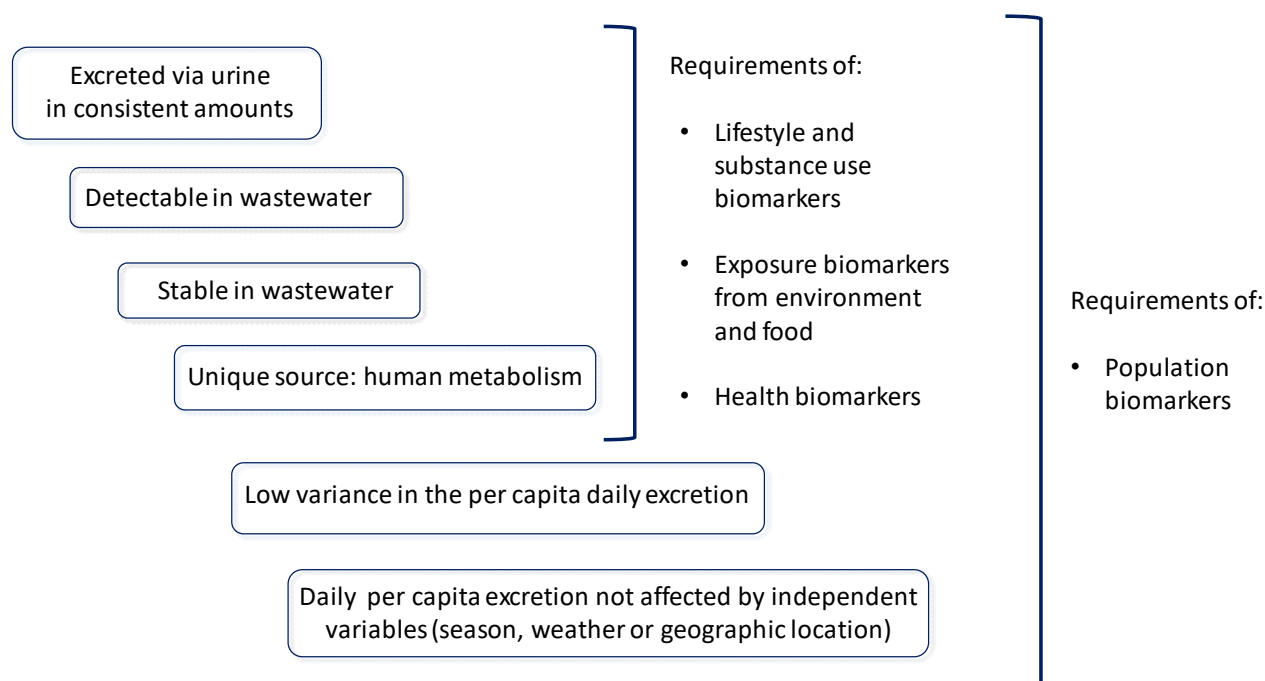 Excreted via urine
in consistent amounts
Detectable in wastewater
Stable in wastewater
Unique source: human metabolism
Low variance in the per capita daily excretion
Daily per capita excretion not affected by independent
variables (season, weather or geographic location)
Requirements of:
• Lifestyle and
substance use
biomarkers
• Exposure biomarkers
from environment
and food
• Health biomarkers
Requirements of:
• Population
biomarkers